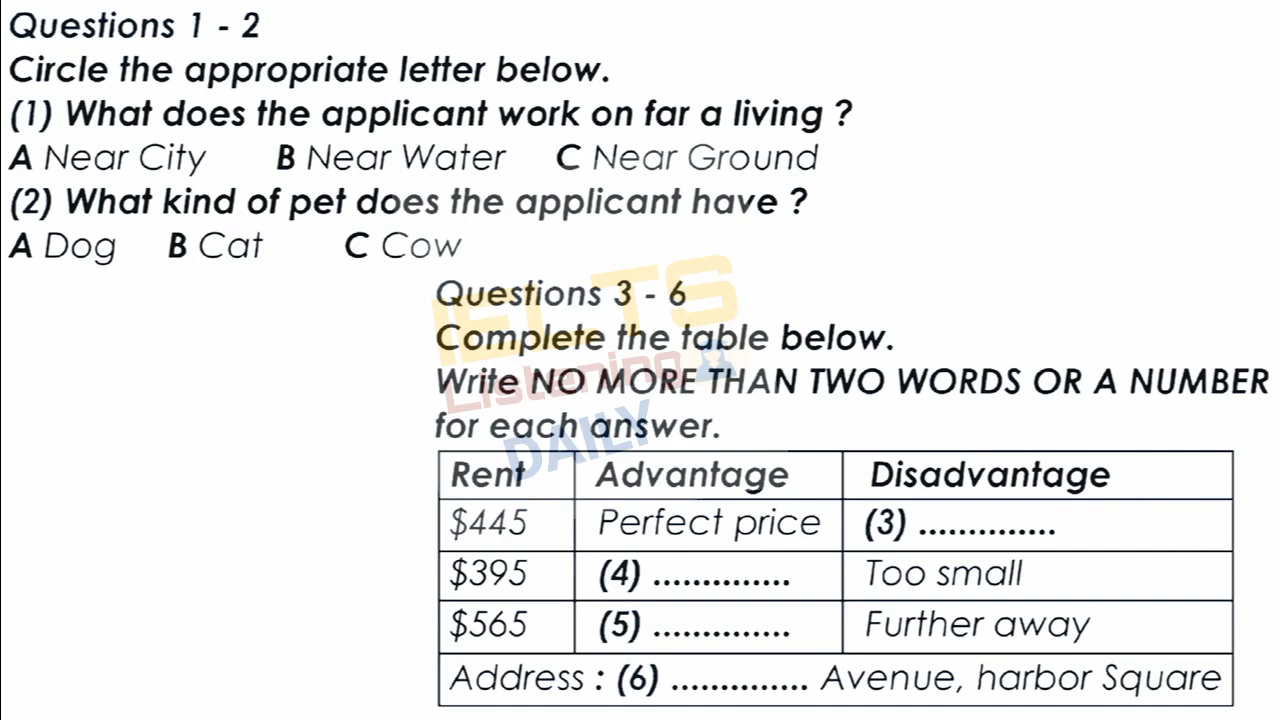 Questions 1 - 2
Circle the appropriate letter below.
(1) What does the applicant work on far a living ?
A Near City B Near Water C Near Ground
(2) What kind of pet does the applicant have ?
A Dog B Cat C Cow
Questions 3 - 6
Complete the table below.
Write NO MORE THAN TWO WORDS OR A NUMBER
for each answer.
IELTS
Listening
DAILY
Rent Advantage Disadvantage
$445 Perfect price (3) ..............
$395 (4) .............. Too small
$565 (5) .............. Further away
Address : (6) .............. Avenue, harbor Square